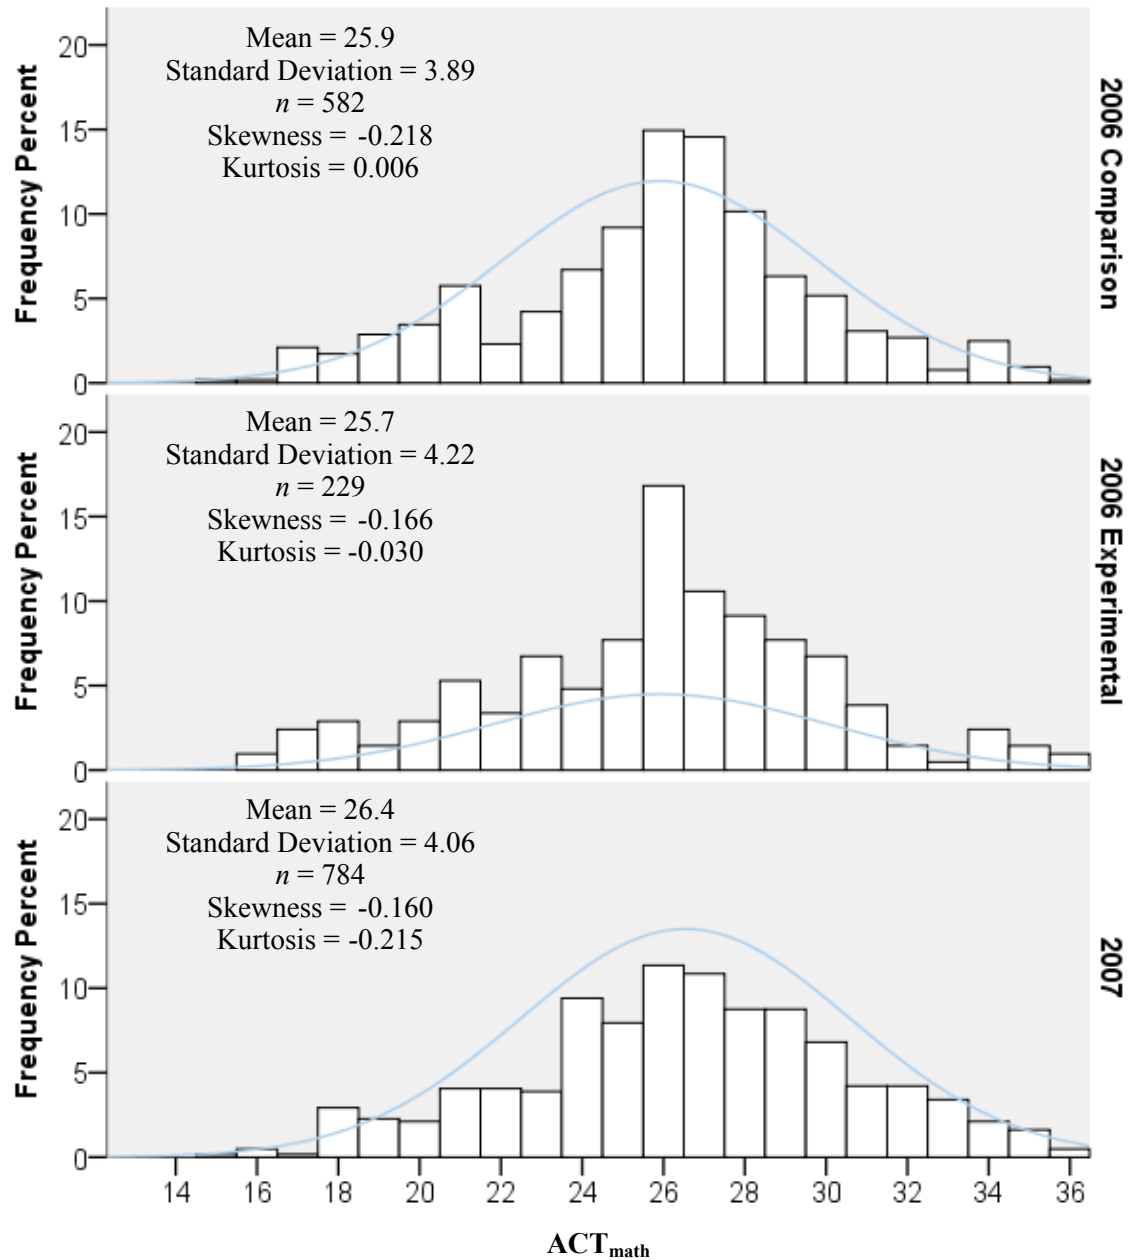 Mean = 25.9
Standard Deviation = 3.89
n = 582
Skewness = -0.218
Kurtosis = 0.006
20
15
10
5
0
Frequency Percent
2006 Comparison
Mean = 25.7
Standard Deviation = 4.22
n = 229
Skewness = -0.166
Kurtosis = -0.030
20
15
10
5
0
Frequency Percent
2006 Experimental
Mean = 26.4
Standard Deviation = 4.06
n = 784
Skewness = -0.160
Kurtosis = -0.215
20
15
10
5
0
Frequency Percent
2007
14 16 18 20 22 24 26 28 30 32 34 36
ACTmath